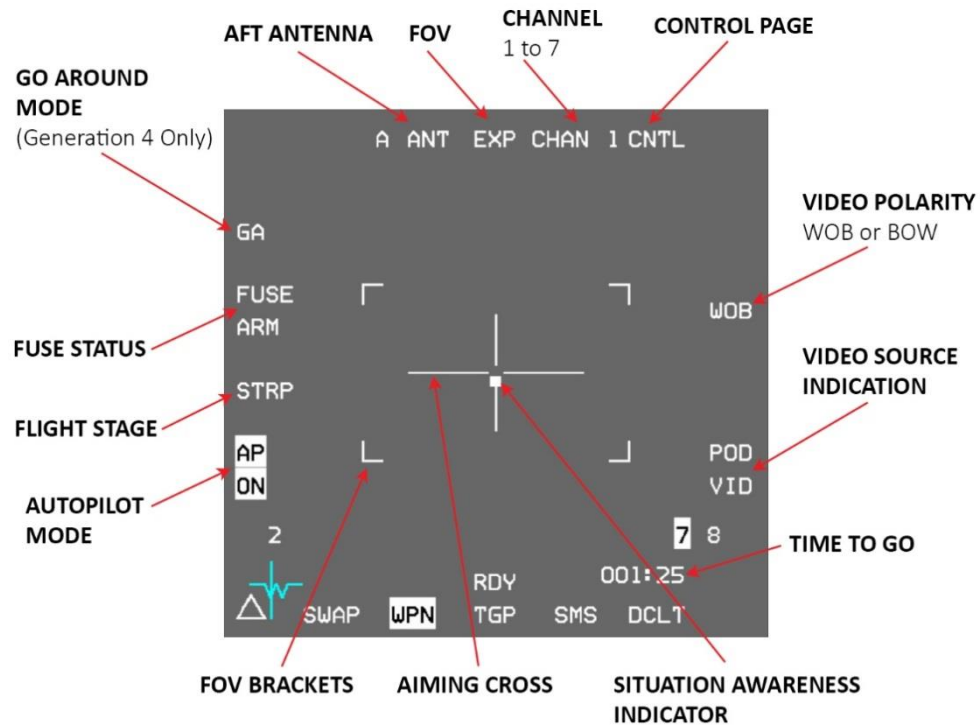 CHANNEL
1 to 7
AFT ANTENNA
FOV
CONTROL PAGE
GO AROUND
MODE
(Generation 4 Only)
A ANT EXP CHAN 1 CNTL
VIDEO POLARITY
WOB or BOW
GA
FUSE
ARM
WOB
FUSE STATUS
VIDEO SOURCE
INDICATION
STRP
FLIGHT STAGE
AP
ON
POD
VID
AUTOPILOT
MODE
2
7 8
TIME TO GO
RDY
001:25
W
SWAP WPN TGP SMS DCLT
FOV BRACKETS
AIMING CROSS
SITUATION AWARENESS
INDICATOR